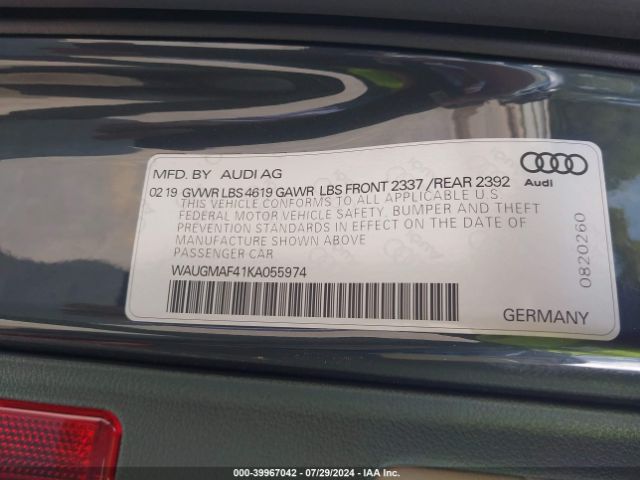 MFD. BY AUDI AG
02 19 GVWR LBS 4619 GAWR LBS FRONT 2337 /REAR 2392
THIS VEHICLE CONFORMS TO ALL APPLICABLE U.S.
FEDERAL MOTOR VEHICLE SAFETY, BUMPER AND THEFT
PREVENTION STANDARDS IN EFFECT ON THE DATE OF
MANUFACTURE SHOWN ABOVE
PASSENGER CAR
WAUGMAF41KA055974
Audi
0820260
GERMANY
000-39967042 / 07/29/2024 / IAAI.COM